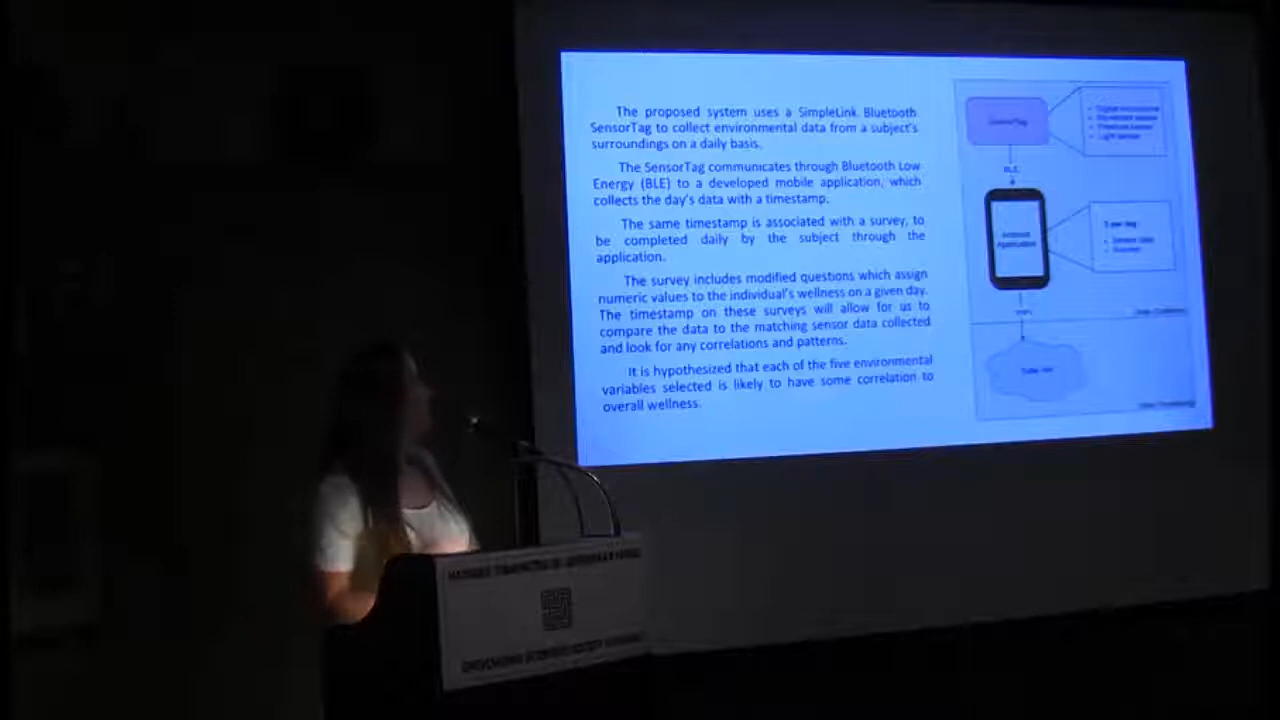 The proposed system uses a SimpleLink Bluetooth
SensorTag to collect environmental data from a subject's
surroundings on a daily basis.
The SensorTag communicates through Bluetooth Low
Energy (BLE) to a developed mobile application, which
collects the day's data with a timestamp.
The same timestamp is associated with a survey, to
be completed daily by the subject through the
application.
The survey includes modified questions which assign
numeric values to the individual's wellness on a given day.
The timestamp on these surveys will allow for us to
compare the data to the matching sensor data collected
and look for any correlations and patterns.
It is hypothesized that each of the five environmental
variables selected is likely to have some correlation to
overall wellness.
SensorTag
BLE
Android
Application